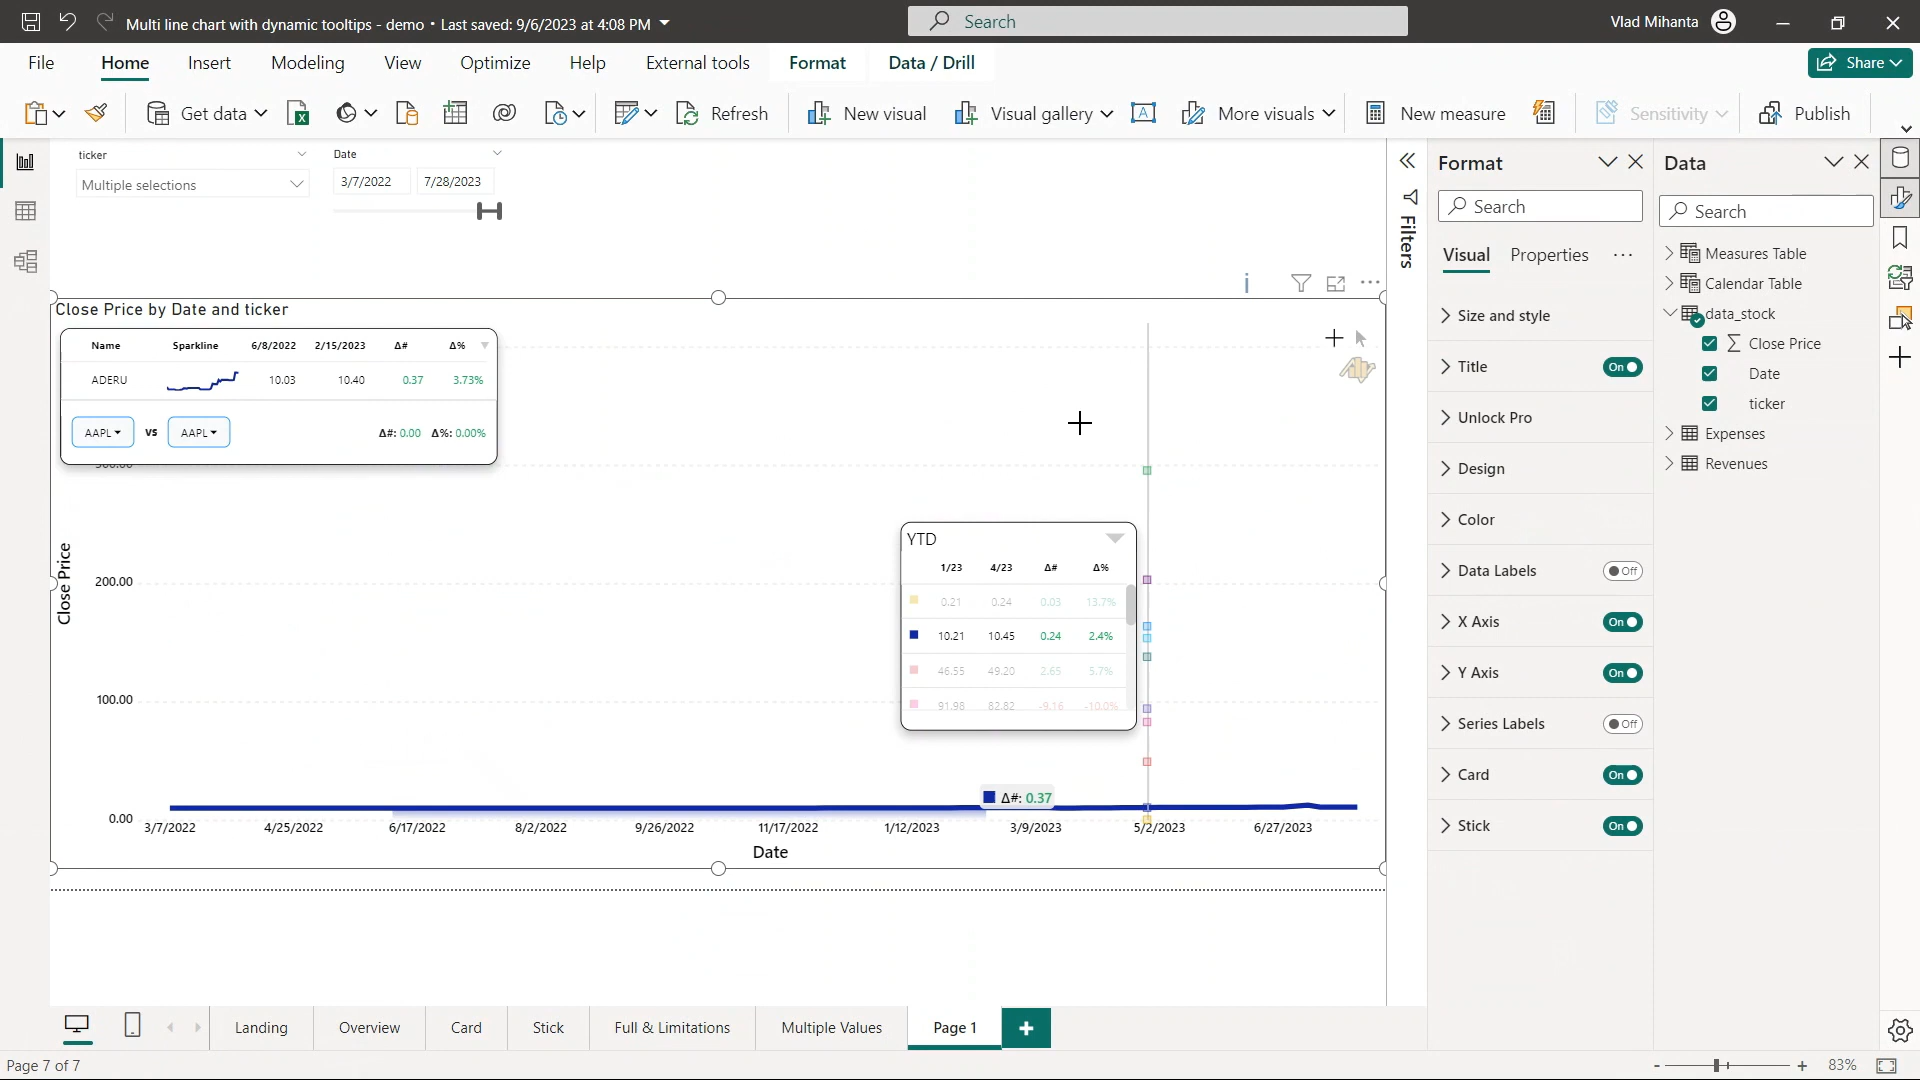 Multi line chart with dynamic tooltips - demo • Last saved: 9/6/2023 at 4:08 PM
Search
Vlad Mihanta
File Home Insert Modeling View Optimize Help External tools Format Data / Drill
Share
Get data Refresh New visual Visual gallery More visuals New measure Sensitivity Publish
ticker
Multiple selections
Date
3/7/2022 7/28/2023
Close Price by Date and ticker
Name Sparkline 6/8/2022 2/15/2023 Δ# Δ%
ADERU 10.03 10.40 0.37 3.73%
AAPL vs AAPL Δ#: 0.00 Δ%: 0.00%
300.00
200.00
100.00
0.00
Close Price
YTD
1/23 4/23 Δ# Δ%
0.21 0.24 0.03 13.7%
10.21 10.45 0.24 2.4%
46.55 49.20 2.65 5.7%
91.98 82.82 -9.16 -10.0%
Δ#: 0.37
3/7/2022 4/25/2022 6/17/2022 8/2/2022 9/26/2022 11/17/2022 1/12/2023 3/9/2023 5/2/2023 6/27/2023
Date
Filters
Format
Search
Visual Properties
Size and style
Title On
Unlock Pro
Design
Color
Data Labels Off
X Axis On
Y Axis On
Series Labels Off
Card On
Stick On
Data
Search
Measures Table
Calendar Table
data_stock
Close Price
Date
ticker
Expenses
Revenues
Landing Overview Card Stick Full & Limitations Multiple Values Page 1
Page 7 of 7
- + 83%